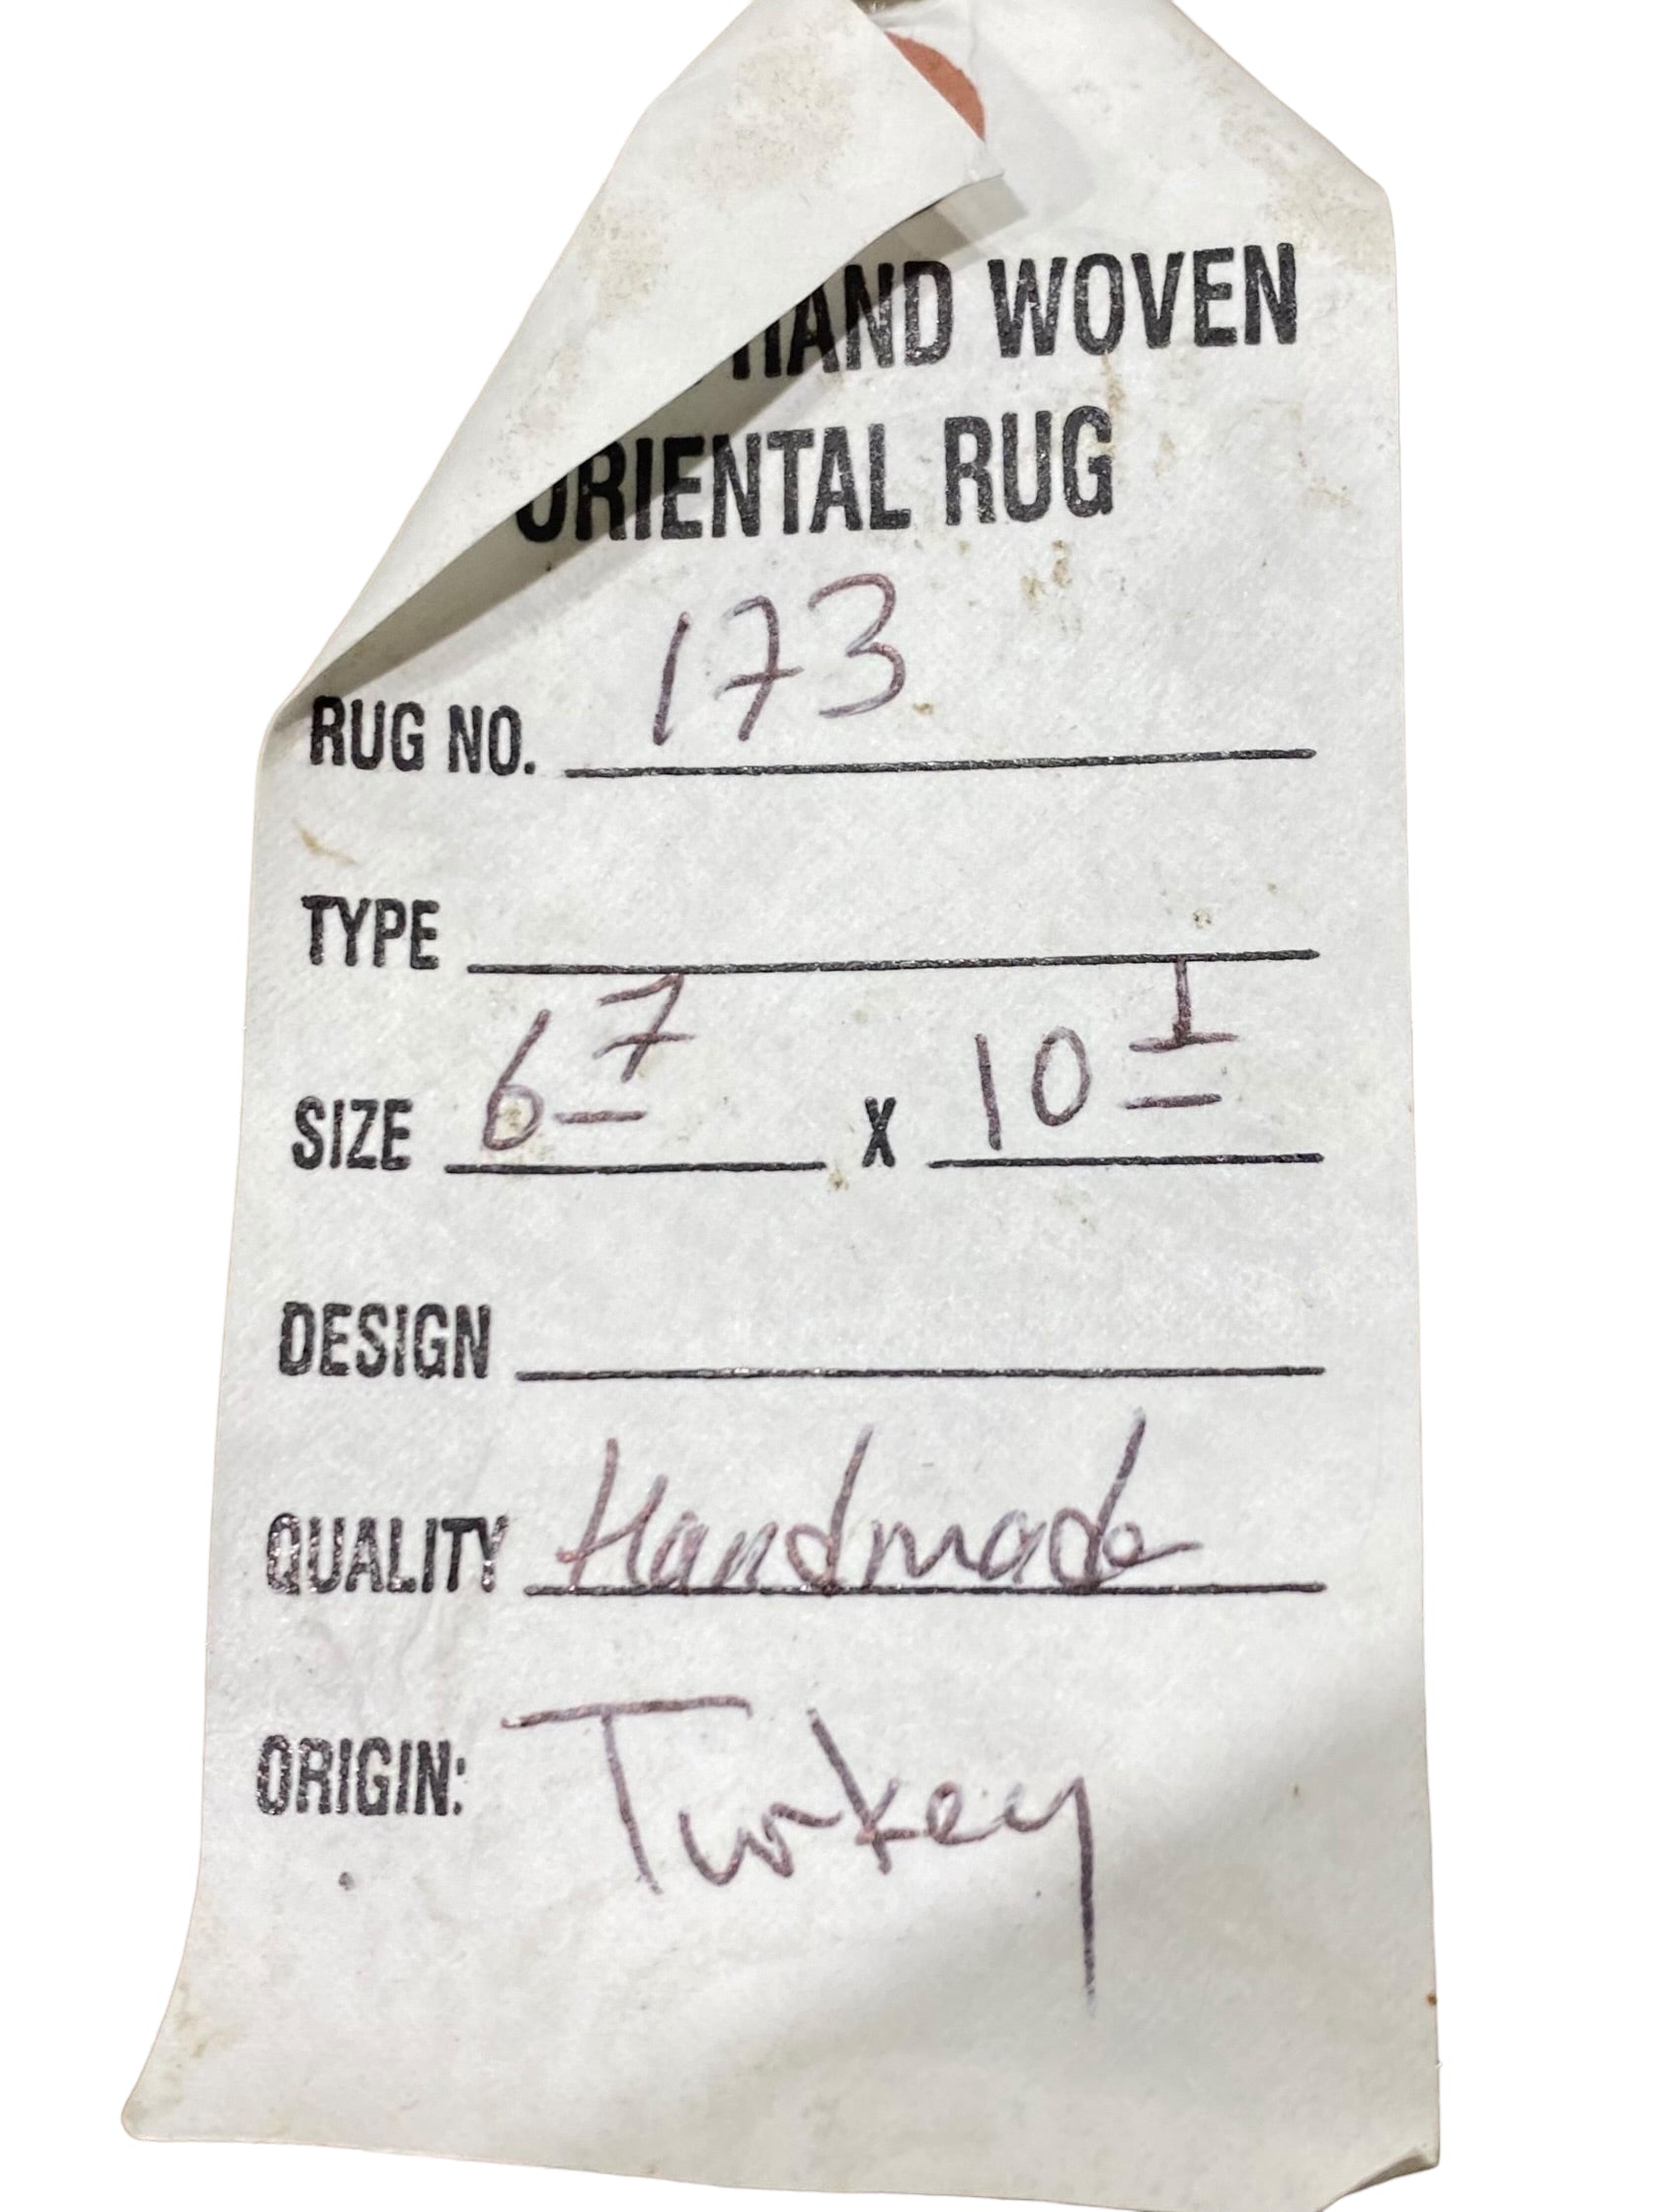 HAND WOVEN
ORIENTAL RUG
RUG NO. 173
TYPE
SIZE 6 7 X 10 1
DESIGN
QUALITY Handmade
ORIGIN: Turkey